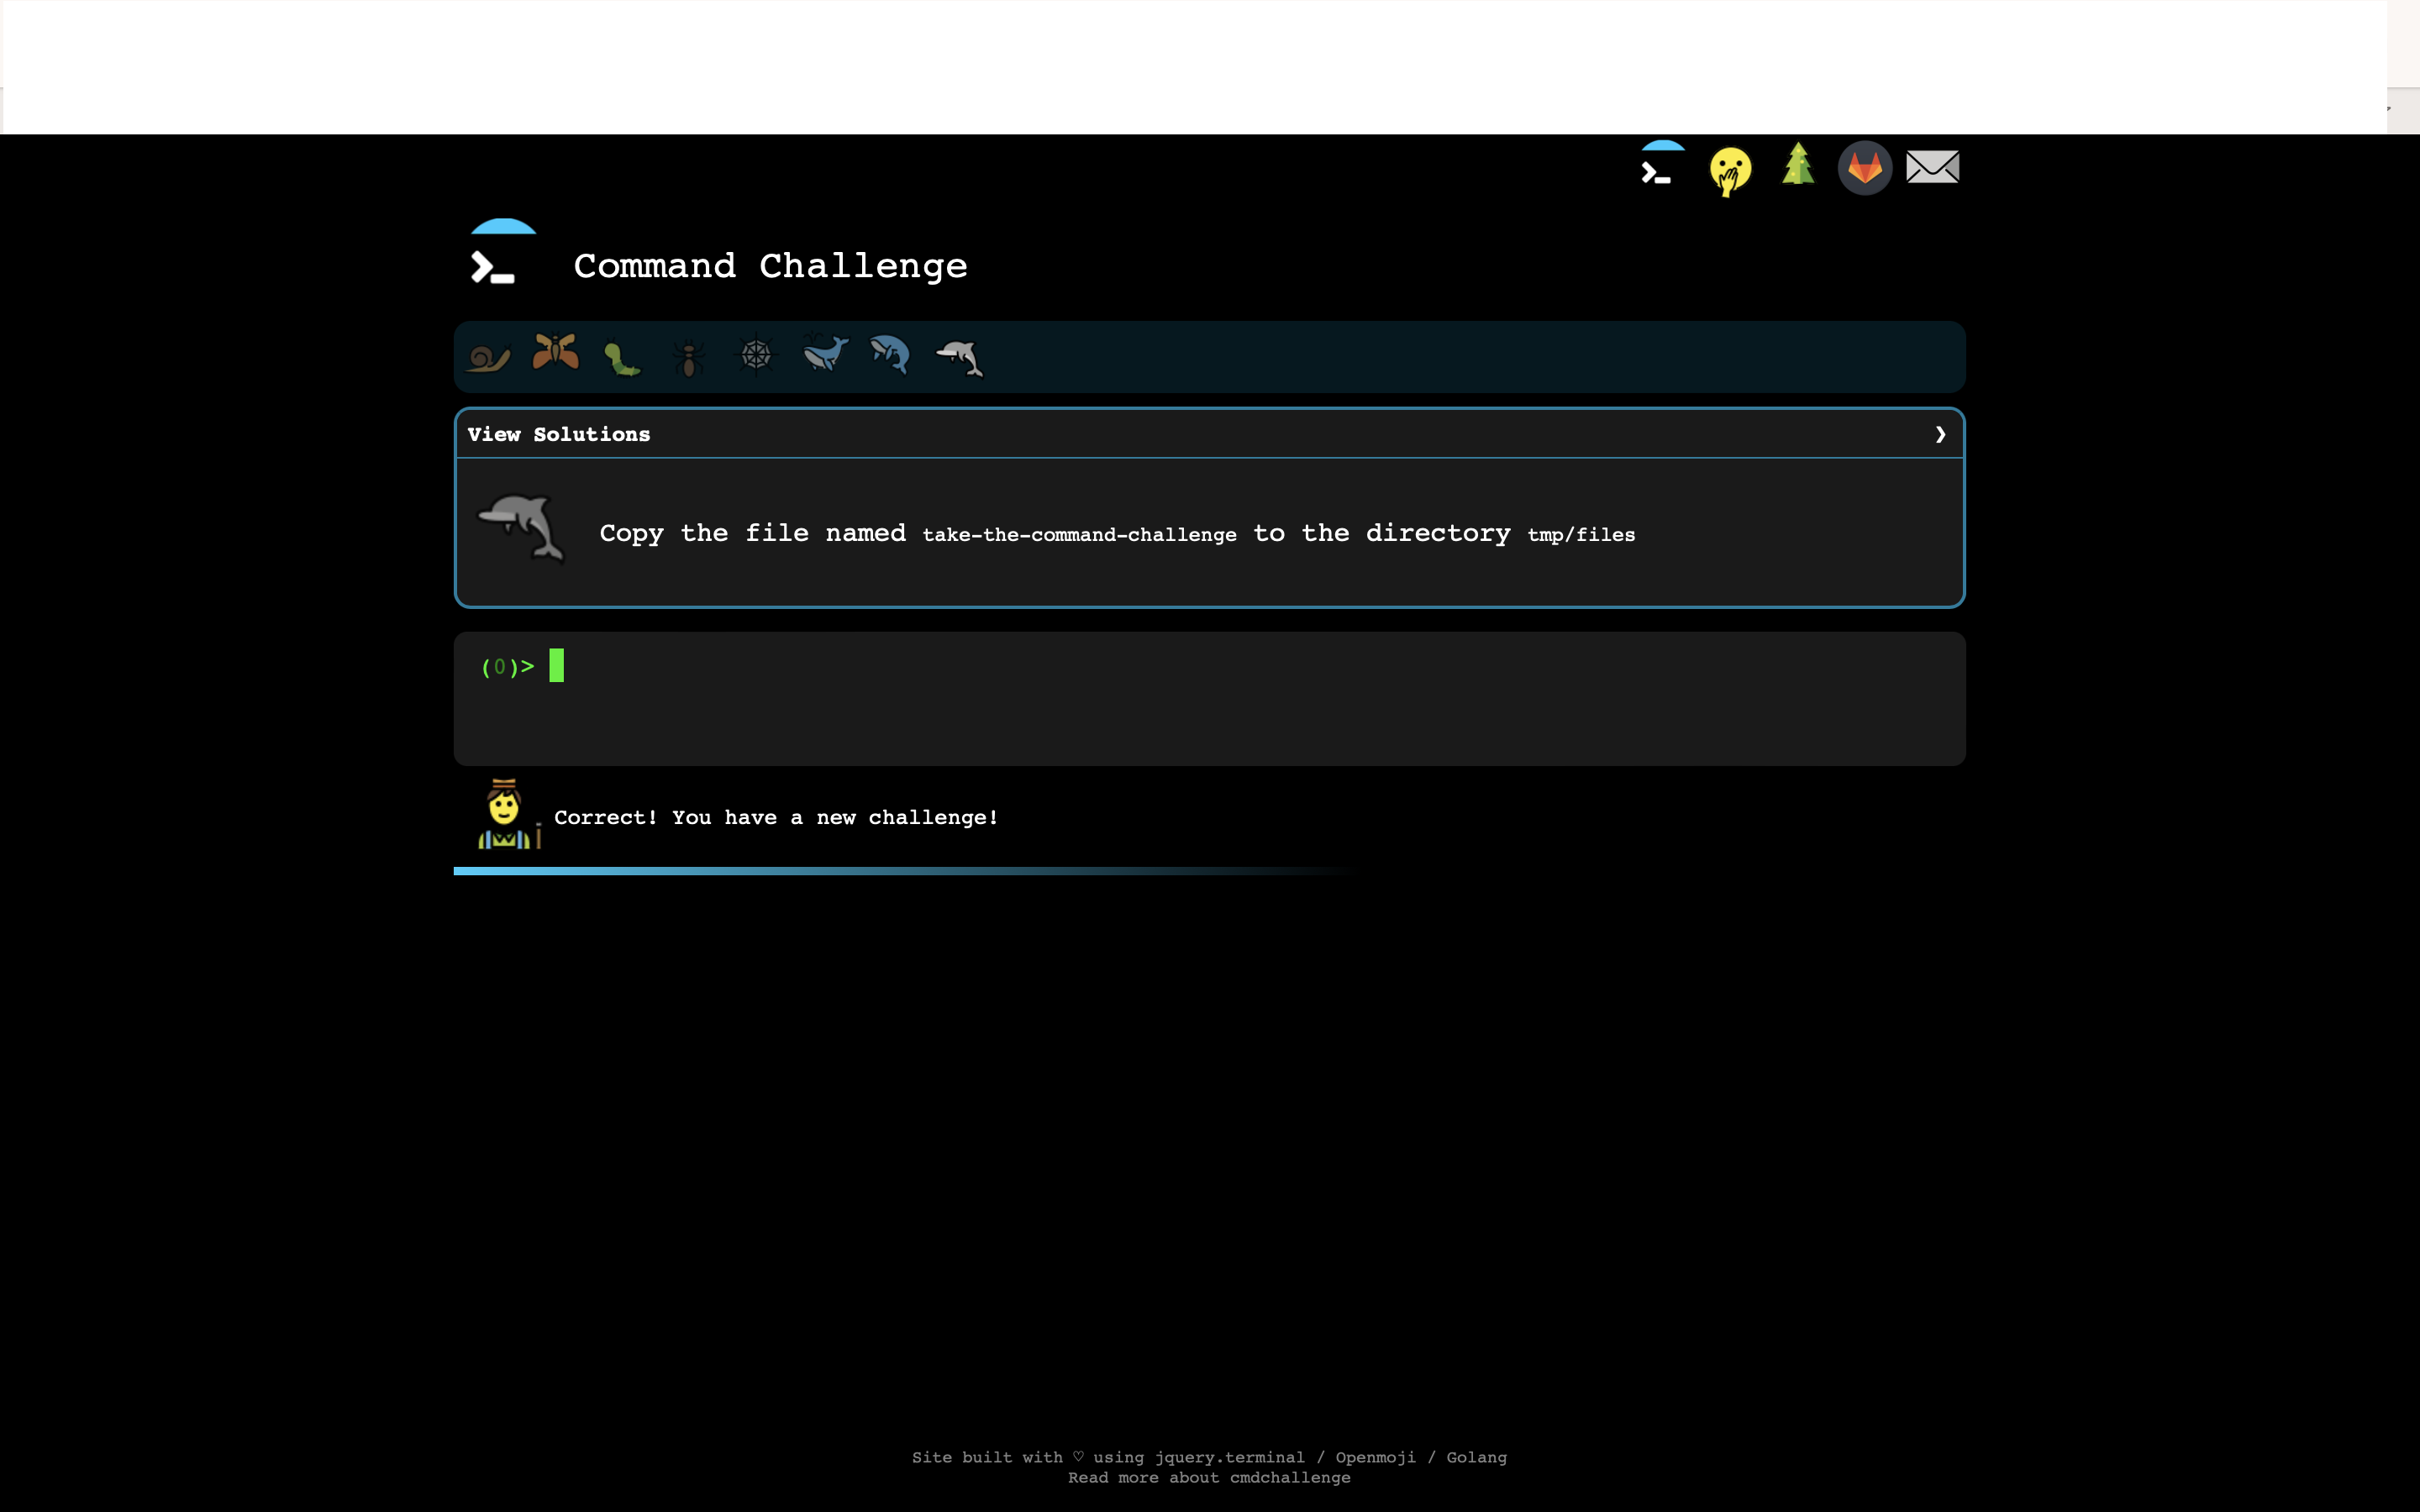 Command Challenge
View Solutions ❯
Copy the file named take-the-command-challenge to the directory tmp/files
(0)>
Correct! You have a new challenge!
Site built with ♡ using jquery.terminal / Openmoji / Golang
Read more about cmdchallenge